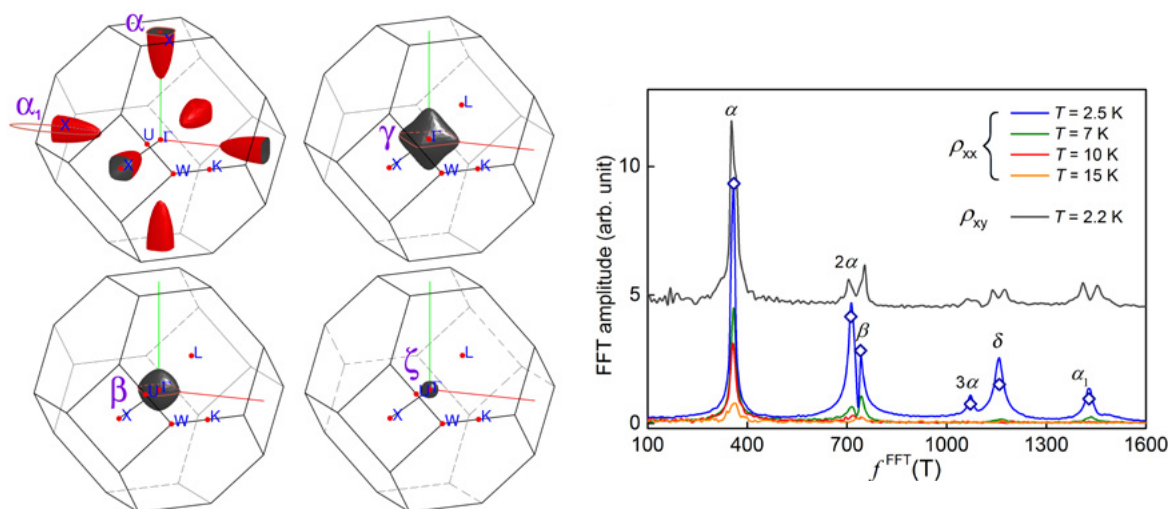 α
X
α₁
X
U
Γ
X
W
K
L
γ
Γ
X
W
K
L
β
U
Γ
X
W
K
L
ζ
Γ
X
W
K
FFT amplitude (arb. unit)
10
5
0
α
2α
β
3α
δ
α₁
ρxx
T = 2.5 K
T = 7 K
T = 10 K
T = 15 K
ρxy T = 2.2 K
100 400 700 1000 1300 1600
f^FFT(T)